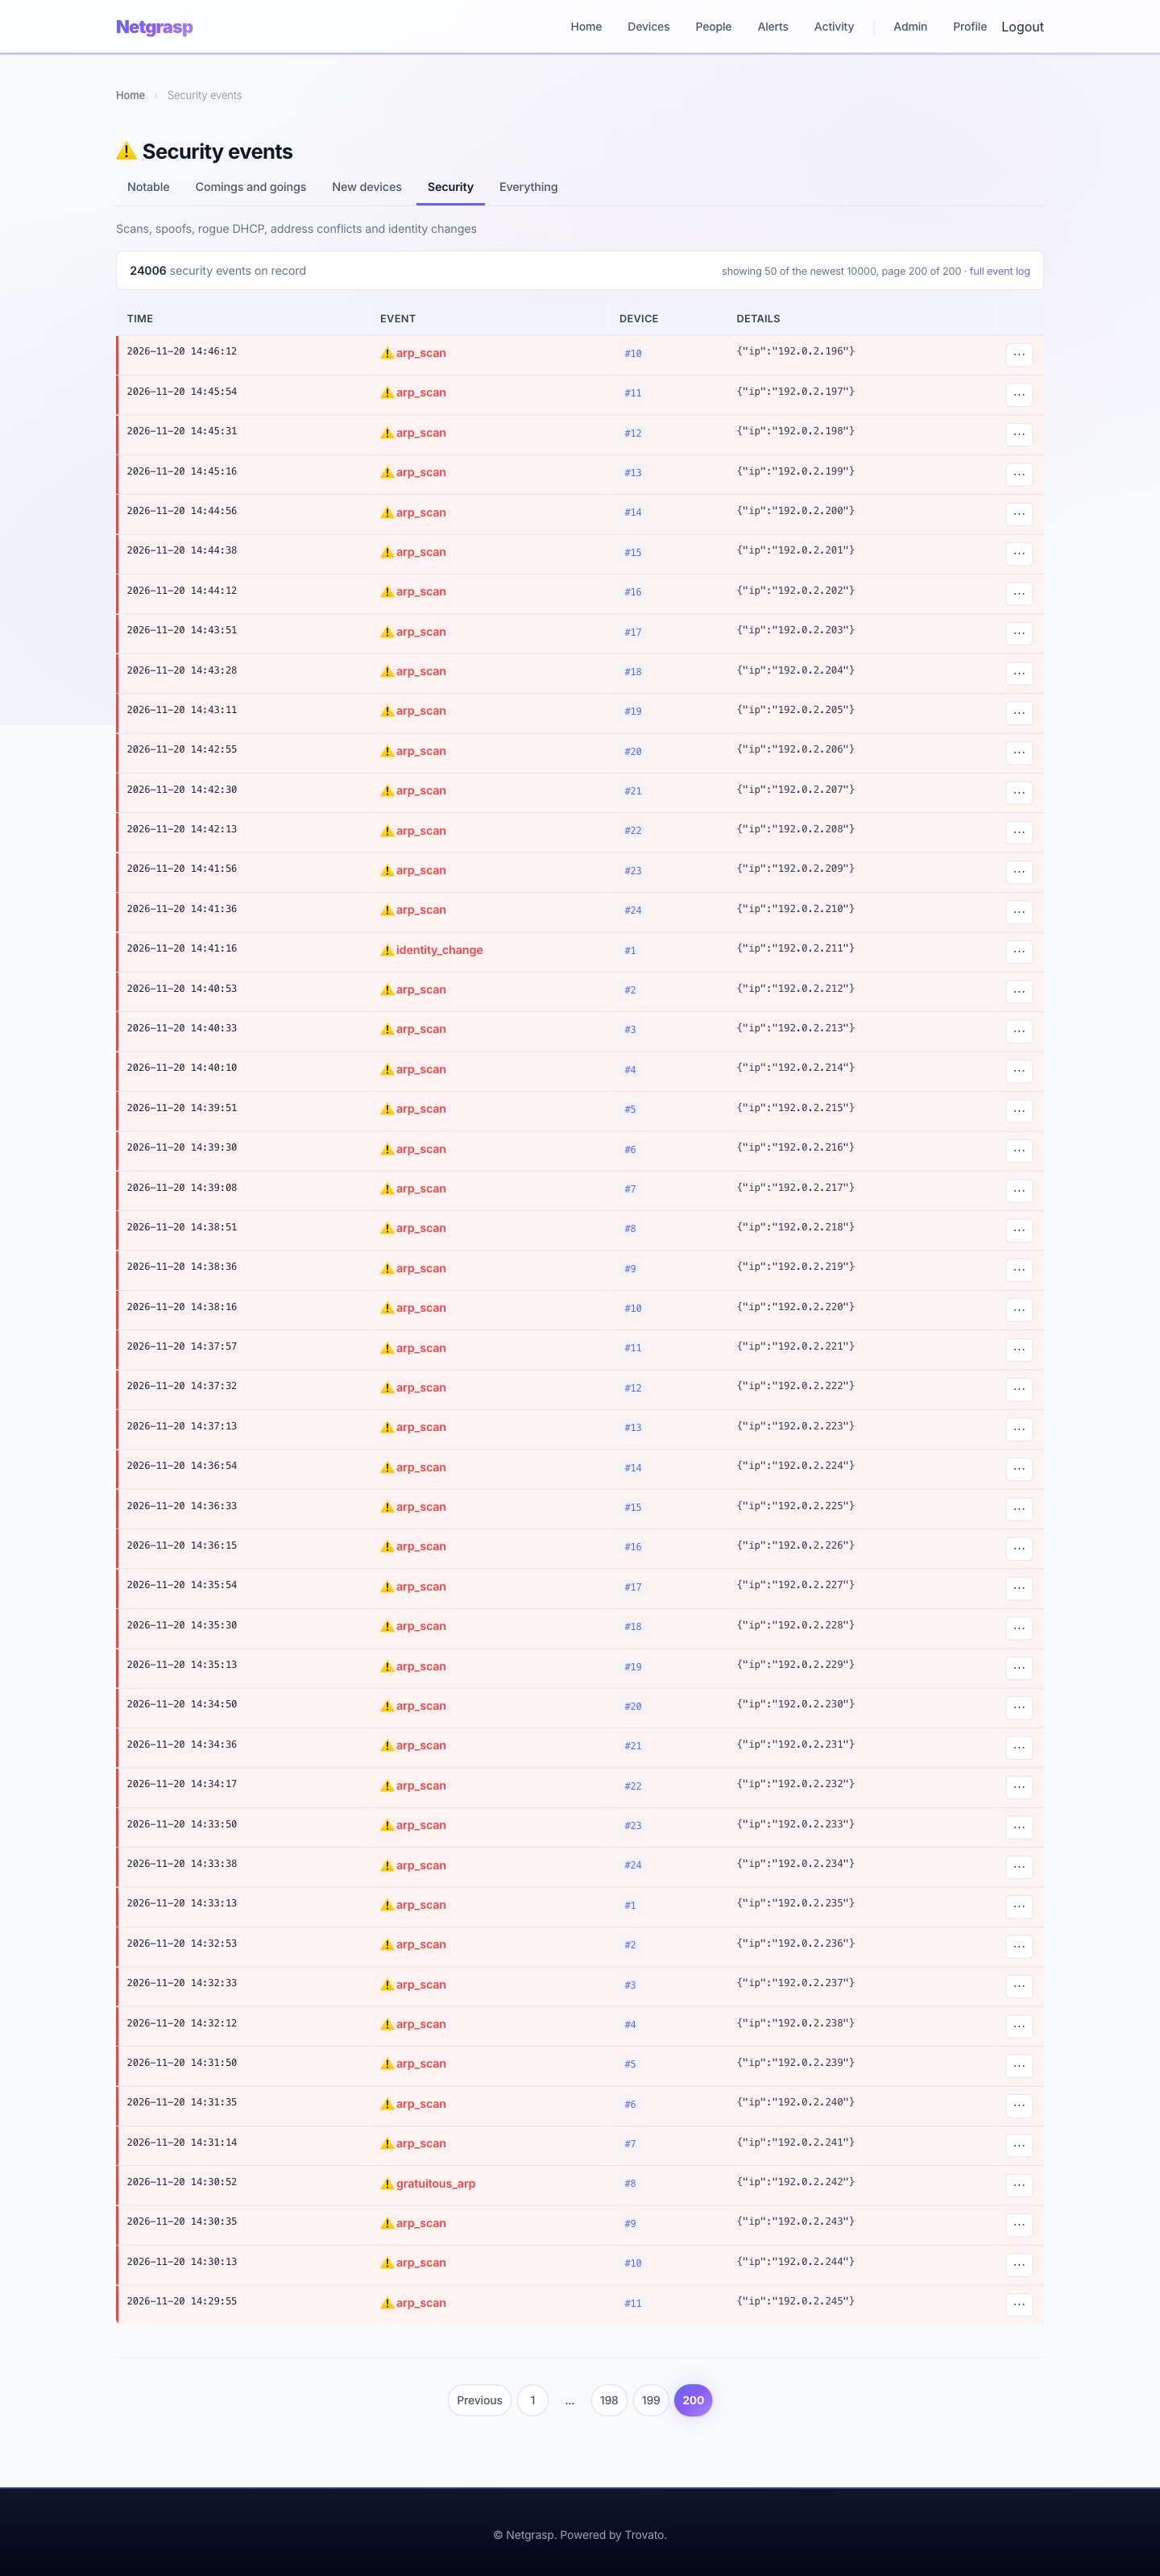 Netgrasp Home Devices People Alerts Activity Admin Profile Logout
Home › Security events
⚠️ Security events
Notable Comings and goings New devices Security Everything
Scans, spoofs, rogue DHCP, address conflicts and identity changes
24006 security events on record showing 50 of the newest 10000, page 200 of 200 · full event log
TIME EVENT DEVICE DETAILS
2026-11-20 14:46:12 ⚠️ arp_scan #10 {"ip":"192.0.2.196"} ...
2026-11-20 14:45:54 ⚠️ arp_scan #11 {"ip":"192.0.2.197"} ...
2026-11-20 14:45:31 ⚠️ arp_scan #12 {"ip":"192.0.2.198"} ...
2026-11-20 14:45:16 ⚠️ arp_scan #13 {"ip":"192.0.2.199"} ...
2026-11-20 14:44:56 ⚠️ arp_scan #14 {"ip":"192.0.2.200"} ...
2026-11-20 14:44:38 ⚠️ arp_scan #15 {"ip":"192.0.2.201"} ...
2026-11-20 14:44:12 ⚠️ arp_scan #16 {"ip":"192.0.2.202"} ...
2026-11-20 14:43:51 ⚠️ arp_scan #17 {"ip":"192.0.2.203"} ...
2026-11-20 14:43:28 ⚠️ arp_scan #18 {"ip":"192.0.2.204"} ...
2026-11-20 14:43:11 ⚠️ arp_scan #19 {"ip":"192.0.2.205"} ...
2026-11-20 14:42:55 ⚠️ arp_scan #20 {"ip":"192.0.2.206"} ...
2026-11-20 14:42:30 ⚠️ arp_scan #21 {"ip":"192.0.2.207"} ...
2026-11-20 14:42:13 ⚠️ arp_scan #22 {"ip":"192.0.2.208"} ...
2026-11-20 14:41:56 ⚠️ arp_scan #23 {"ip":"192.0.2.209"} ...
2026-11-20 14:41:36 ⚠️ arp_scan #24 {"ip":"192.0.2.210"} ...
2026-11-20 14:41:16 ⚠️ identity_change #1 {"ip":"192.0.2.211"} ...
2026-11-20 14:40:53 ⚠️ arp_scan #2 {"ip":"192.0.2.212"} ...
2026-11-20 14:40:33 ⚠️ arp_scan #3 {"ip":"192.0.2.213"} ...
2026-11-20 14:40:10 ⚠️ arp_scan #4 {"ip":"192.0.2.214"} ...
2026-11-20 14:39:51 ⚠️ arp_scan #5 {"ip":"192.0.2.215"} ...
2026-11-20 14:39:30 ⚠️ arp_scan #6 {"ip":"192.0.2.216"} ...
2026-11-20 14:39:08 ⚠️ arp_scan #7 {"ip":"192.0.2.217"} ...
2026-11-20 14:38:51 ⚠️ arp_scan #8 {"ip":"192.0.2.218"} ...
2026-11-20 14:38:36 ⚠️ arp_scan #9 {"ip":"192.0.2.219"} ...
2026-11-20 14:38:16 ⚠️ arp_scan #10 {"ip":"192.0.2.220"} ...
2026-11-20 14:37:57 ⚠️ arp_scan #11 {"ip":"192.0.2.221"} ...
2026-11-20 14:37:32 ⚠️ arp_scan #12 {"ip":"192.0.2.222"} ...
2026-11-20 14:37:13 ⚠️ arp_scan #13 {"ip":"192.0.2.223"} ...
2026-11-20 14:36:54 ⚠️ arp_scan #14 {"ip":"192.0.2.224"} ...
2026-11-20 14:36:33 ⚠️ arp_scan #15 {"ip":"192.0.2.225"} ...
2026-11-20 14:36:15 ⚠️ arp_scan #16 {"ip":"192.0.2.226"} ...
2026-11-20 14:35:54 ⚠️ arp_scan #17 {"ip":"192.0.2.227"} ...
2026-11-20 14:35:30 ⚠️ arp_scan #18 {"ip":"192.0.2.228"} ...
2026-11-20 14:35:13 ⚠️ arp_scan #19 {"ip":"192.0.2.229"} ...
2026-11-20 14:34:50 ⚠️ arp_scan #20 {"ip":"192.0.2.230"} ...
2026-11-20 14:34:36 ⚠️ arp_scan #21 {"ip":"192.0.2.231"} ...
2026-11-20 14:34:17 ⚠️ arp_scan #22 {"ip":"192.0.2.232"} ...
2026-11-20 14:33:50 ⚠️ arp_scan #23 {"ip":"192.0.2.233"} ...
2026-11-20 14:33:38 ⚠️ arp_scan #24 {"ip":"192.0.2.234"} ...
2026-11-20 14:33:13 ⚠️ arp_scan #1 {"ip":"192.0.2.235"} ...
2026-11-20 14:32:53 ⚠️ arp_scan #2 {"ip":"192.0.2.236"} ...
2026-11-20 14:32:33 ⚠️ arp_scan #3 {"ip":"192.0.2.237"} ...
2026-11-20 14:32:12 ⚠️ arp_scan #4 {"ip":"192.0.2.238"} ...
2026-11-20 14:31:50 ⚠️ arp_scan #5 {"ip":"192.0.2.239"} ...
2026-11-20 14:31:35 ⚠️ arp_scan #6 {"ip":"192.0.2.240"} ...
2026-11-20 14:31:14 ⚠️ arp_scan #7 {"ip":"192.0.2.241"} ...
2026-11-20 14:30:52 ⚠️ gratuitous_arp #8 {"ip":"192.0.2.242"} ...
2026-11-20 14:30:35 ⚠️ arp_scan #9 {"ip":"192.0.2.243"} ...
2026-11-20 14:30:13 ⚠️ arp_scan #10 {"ip":"192.0.2.244"} ...
2026-11-20 14:29:55 ⚠️ arp_scan #11 {"ip":"192.0.2.245"} ...
Previous 1 ... 198 199 200
© Netgrasp. Powered by Trovato.